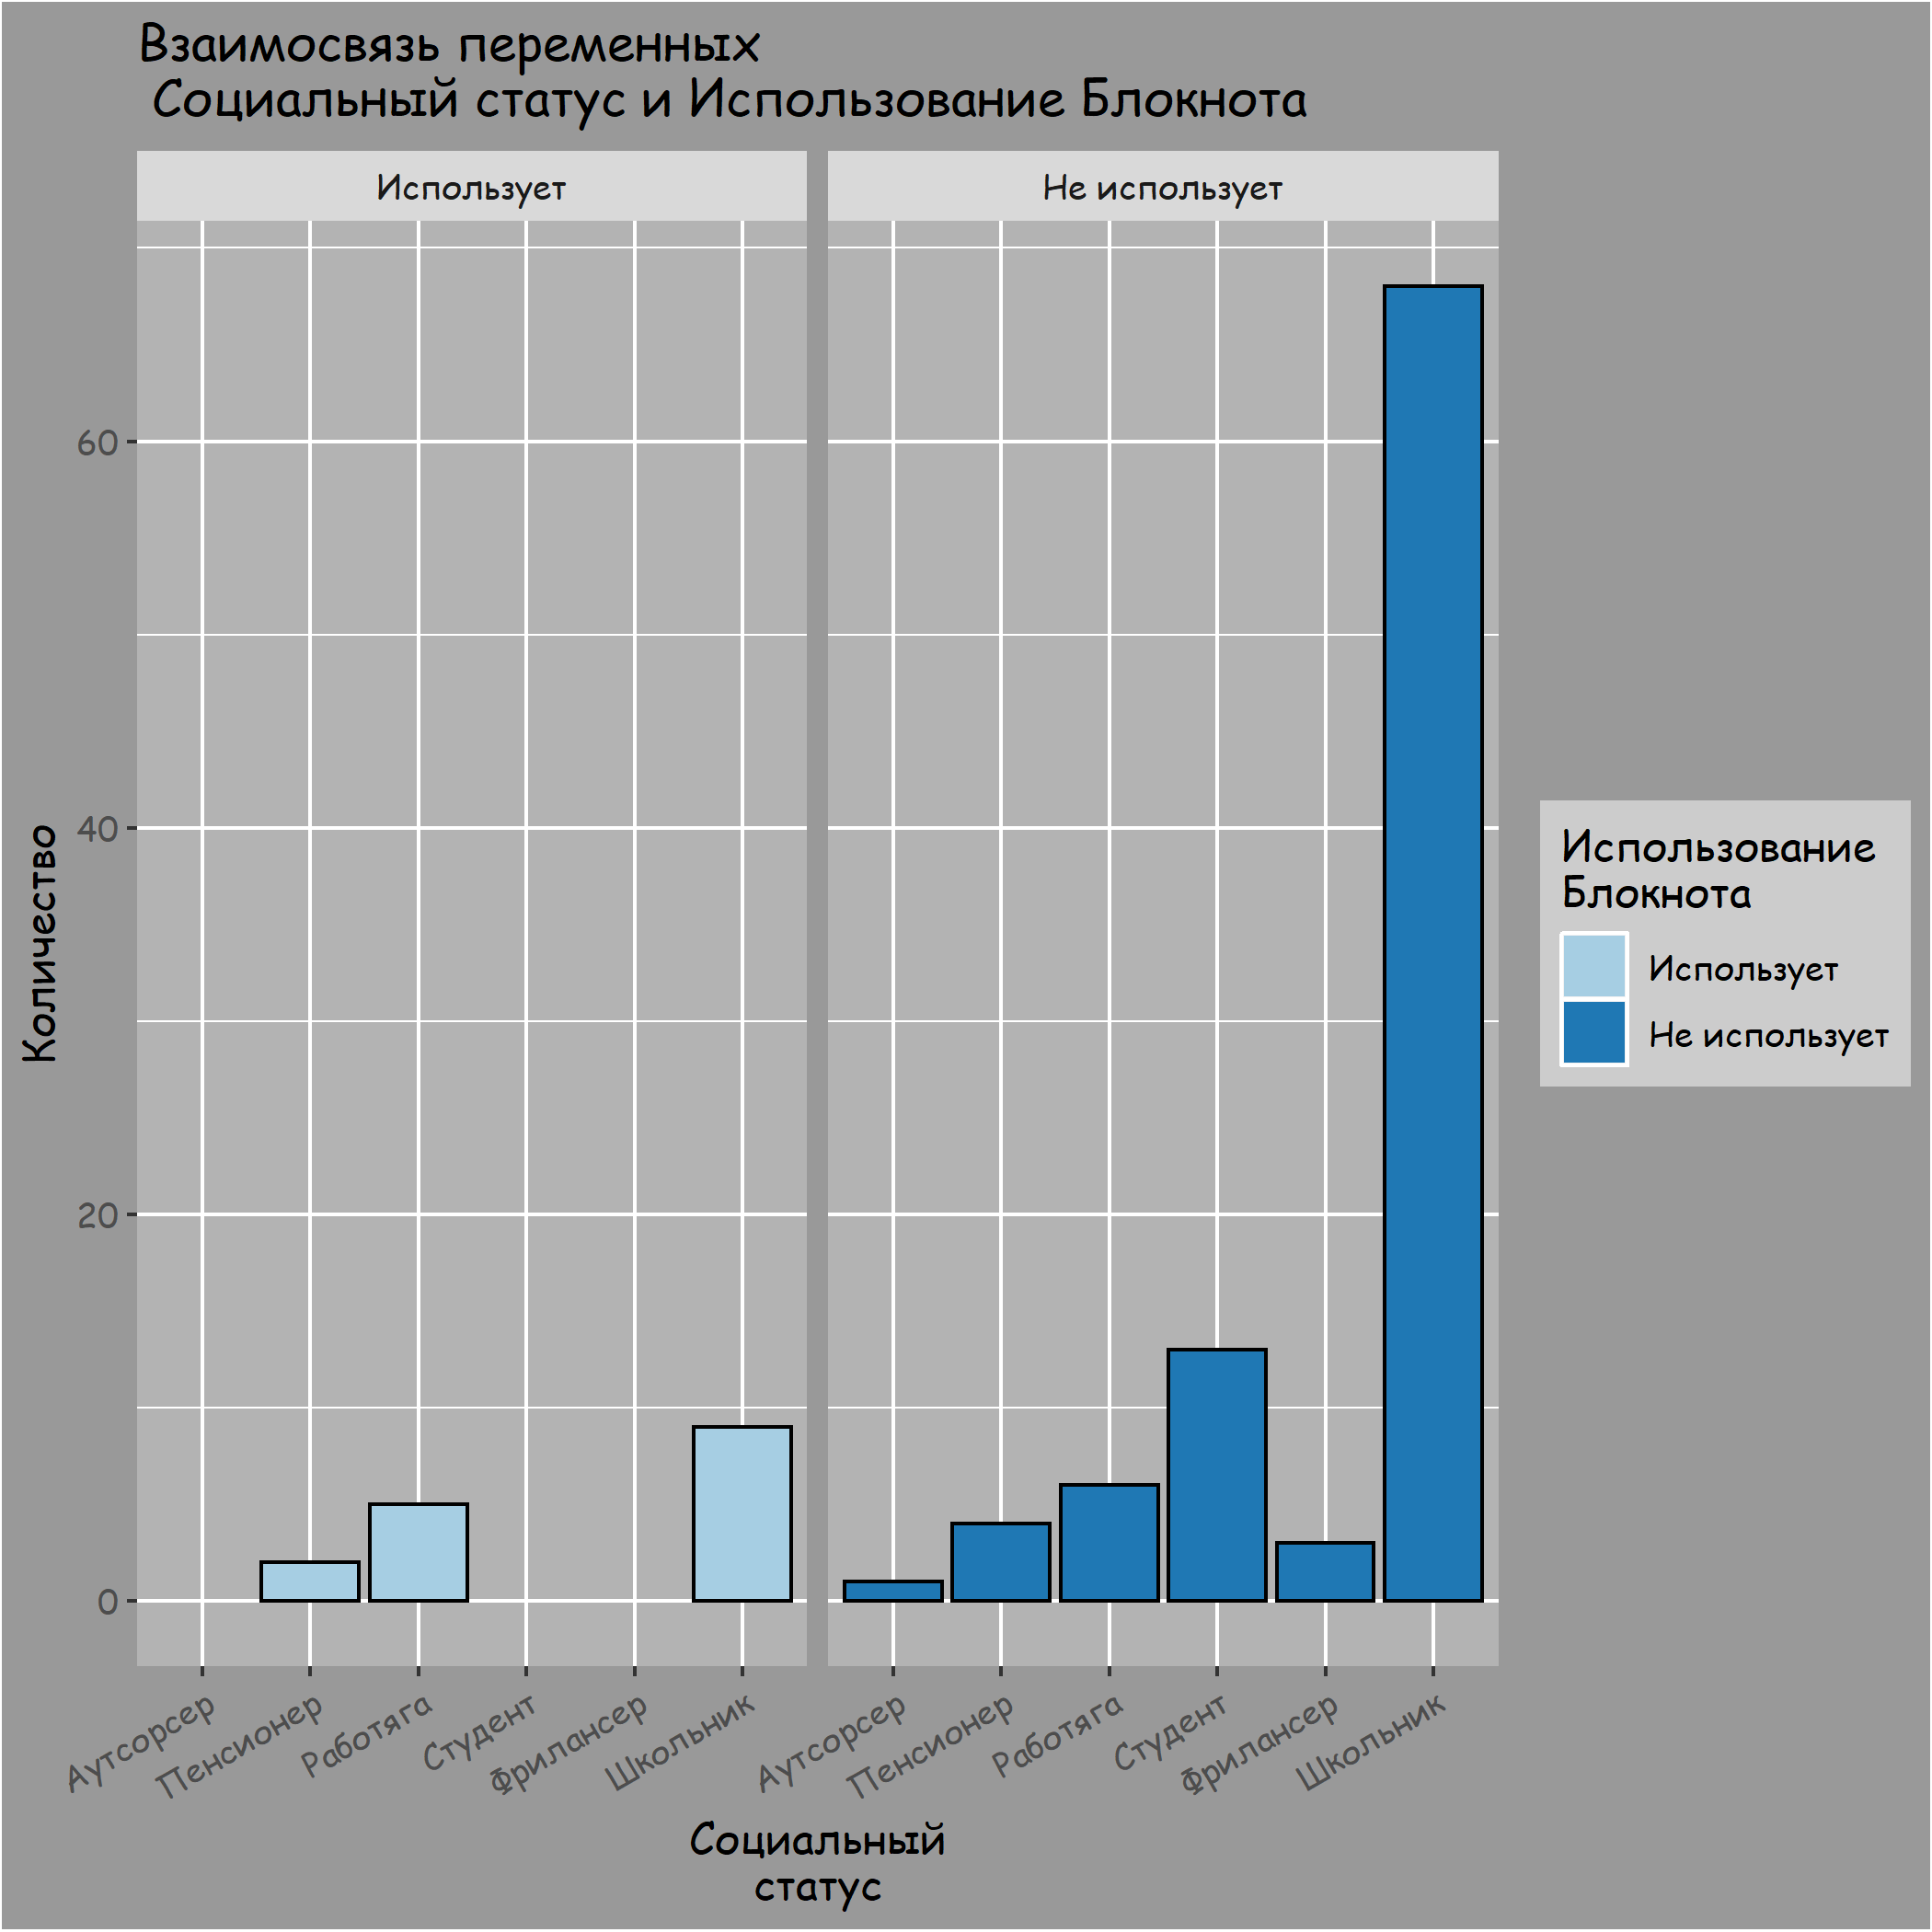 Взаимосвязь переменных
Социальный статус и Использование Блокнота
Использует
Не использует
60
40
20
0
Количество
Аутсорсер
Пенсионер
Работяга
Студент
Фрилансер
Школьник
Аутсорсер
Пенсионер
Работяга
Студент
Фрилансер
Школьник
Социальный
статус
Использование
Блокнота
Использует
Не использует